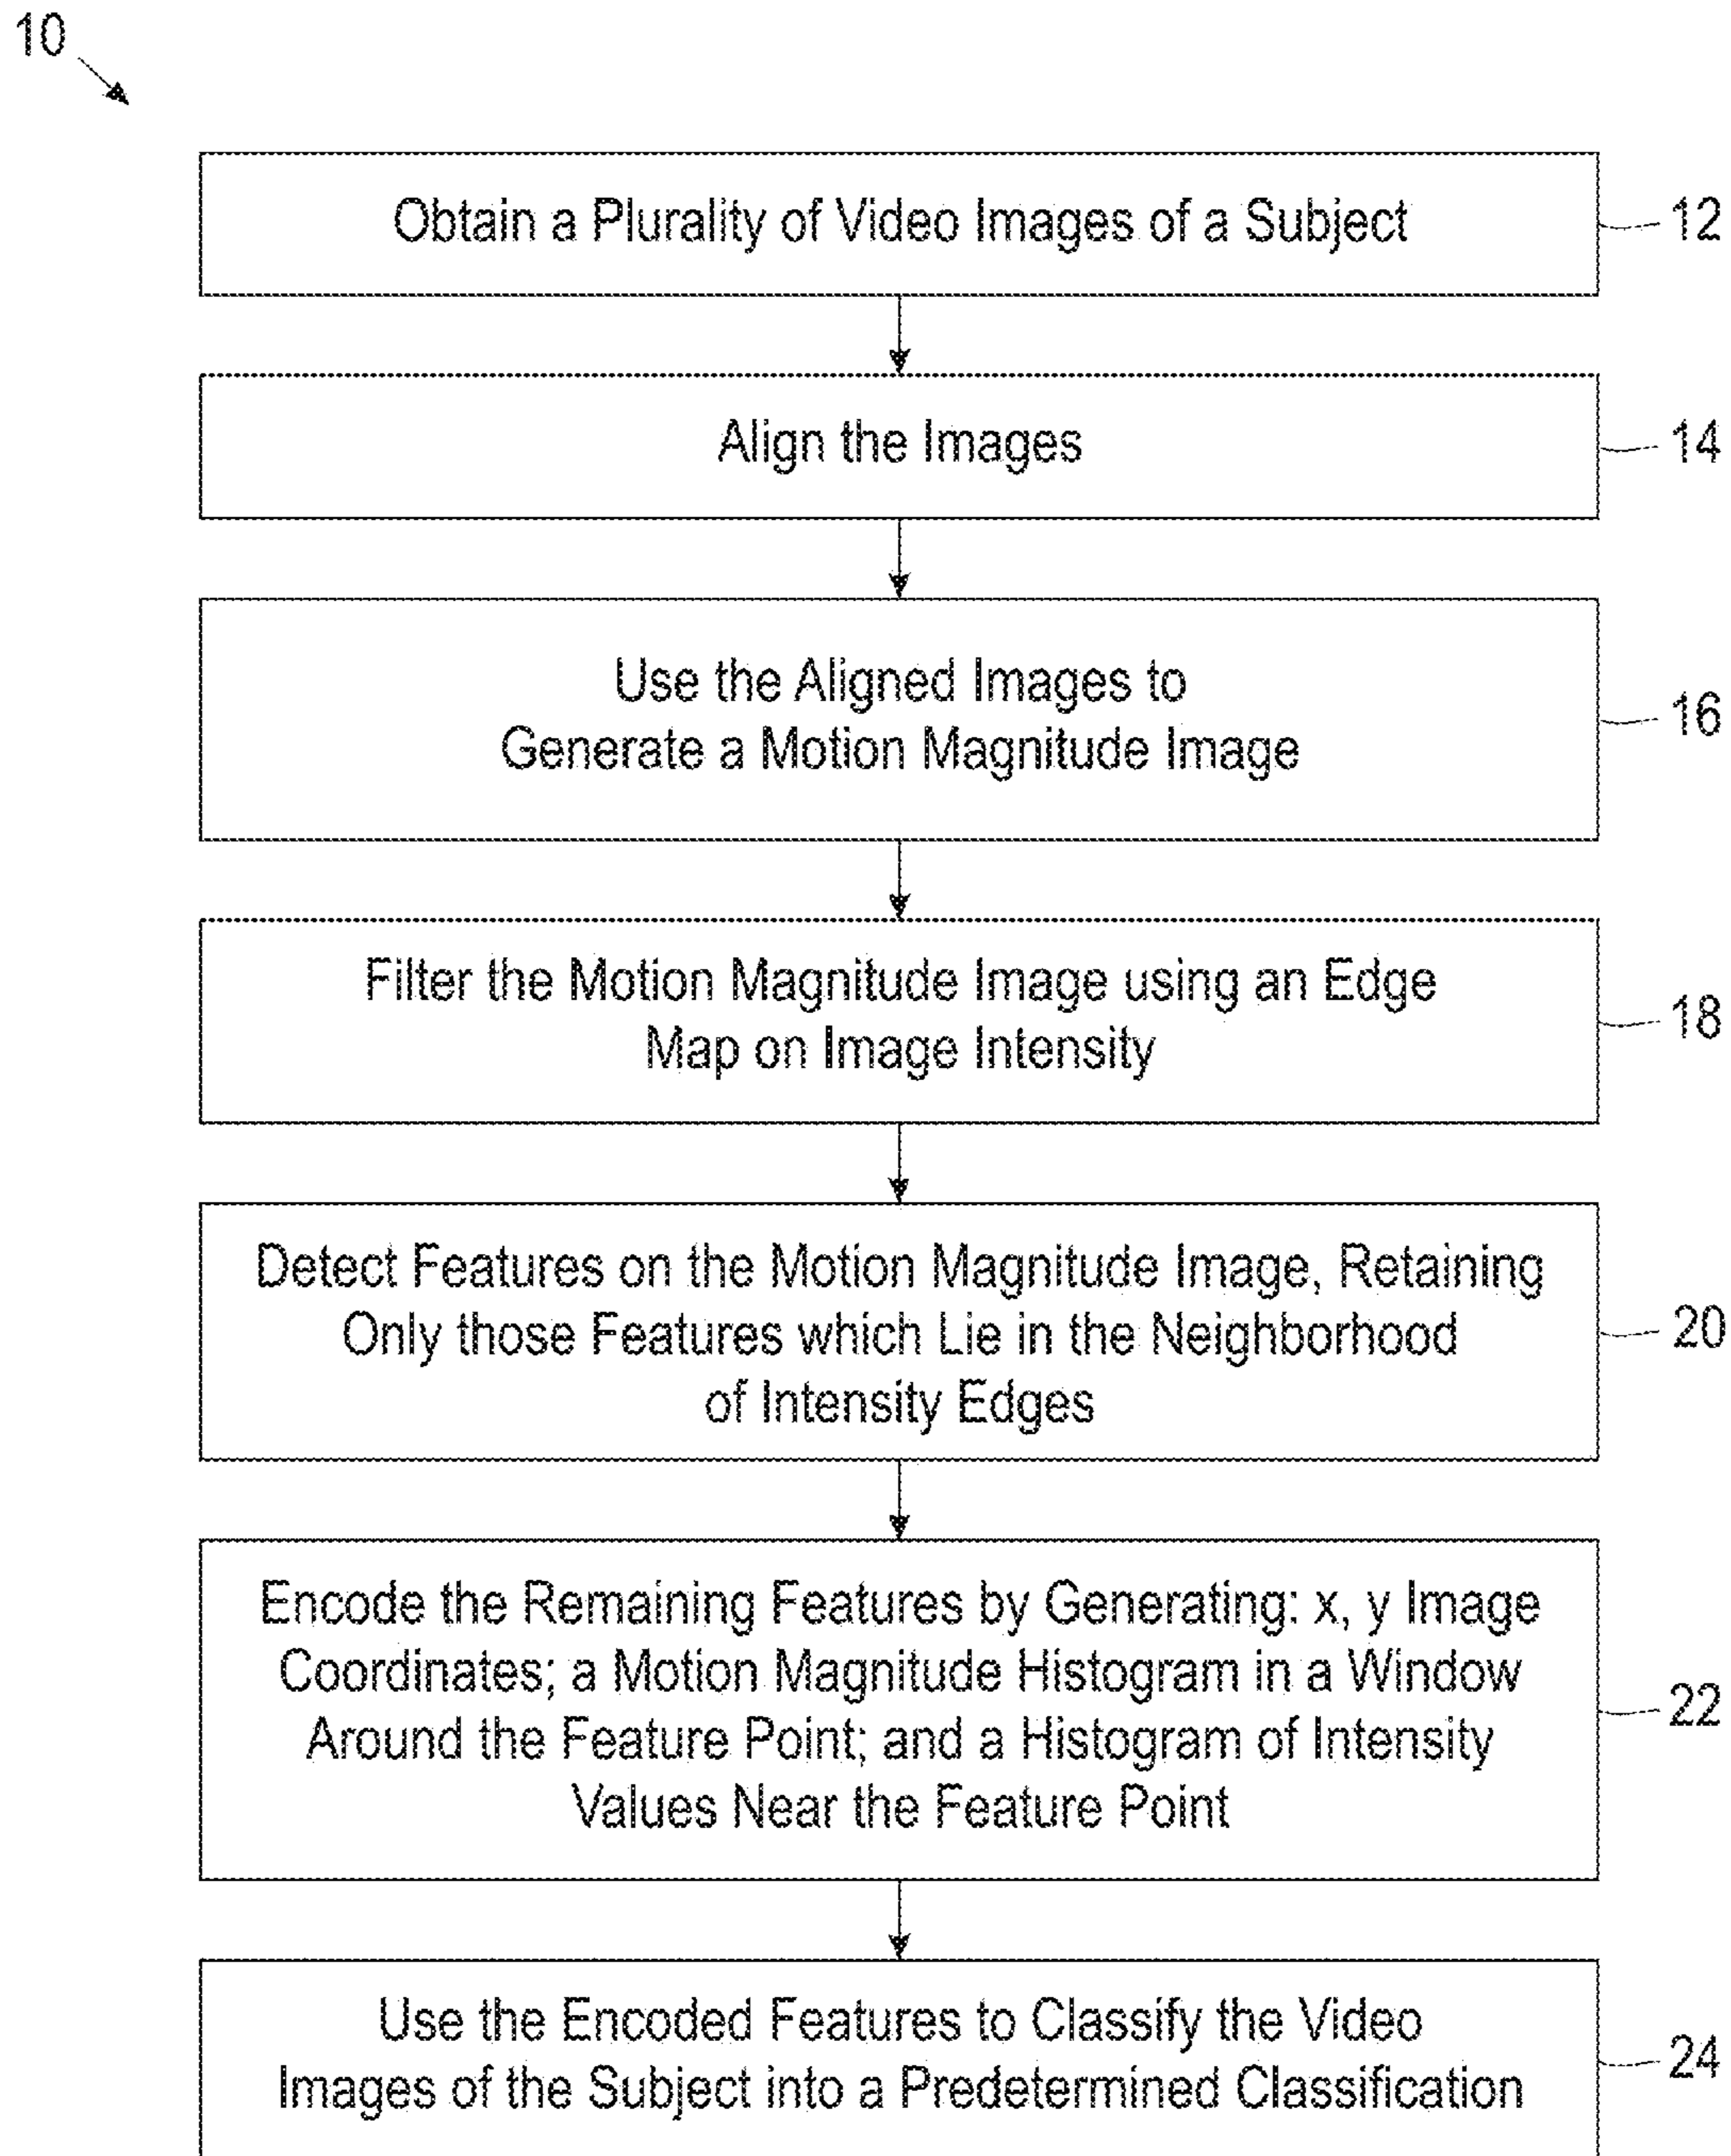 10
Obtain a Plurality of Video Images of a Subject
12
Align the Images
14
Use the Aligned Images to
Generate a Motion Magnitude Image
16
Filter the Motion Magnitude Image using an Edge
Map on Image Intensity
18
Detect Features on the Motion Magnitude Image, Retaining
Only those Features which Lie in the Neighborhood
of Intensity Edges
20
Encode the Remaining Features by Generating: x, y Image
Coordinates; a Motion Magnitude Histogram in a Window
Around the Feature Point; and a Histogram of Intensity
Values Near the Feature Point
22
Use the Encoded Features to Classify the Video
Images of the Subject into a Predetermined Classification
24